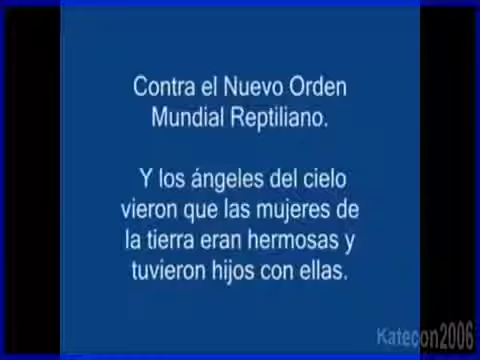 Contra el Nuevo Orden
Mundial Reptiliano.
Y los ángeles del cielo
vieron que las mujeres de
la tierra eran hermosas y
tuvieron hijos con ellas.
Katecon2006